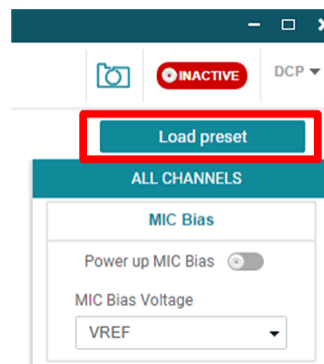 INACTIVE
DCP
Load preset
ALL CHANNELS
MIC Bias
Power up MIC Bias
MIC Bias Voltage
VREF